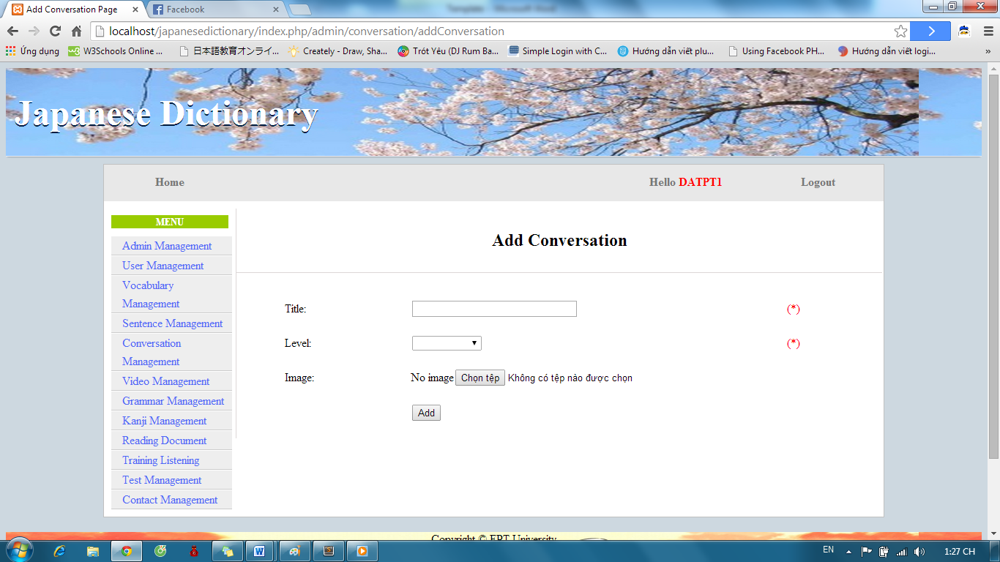 Add Conversation Page
Facebook
localhost/japanesedictionary/index.php/admin/conversation/addConversation
Ứng dụng
W3Schools Online ...
日本語教育オンライ...
Creately - Draw, Sha...
Trót Yêu (DJ Rum Ba...
Simple Login with C...
Hướng dẫn viết plu...
Using Facebook PH...
Hướng dẫn viết logi...
»
Japanese Dictionary
Home
Hello DATPT1
Logout
MENU
Admin Management
User Management
Vocabulary
Management
Sentence Management
Conversation
Management
Video Management
Grammar Management
Kanji Management
Reading Document
Training Listening
Test Management
Contact Management
Add Conversation
Title:
(*)
Level:
(*)
Image:
No image Chọn tệp Không có tệp nào được chọn
Add
Copyright © FPT University
EN
1:27 CH